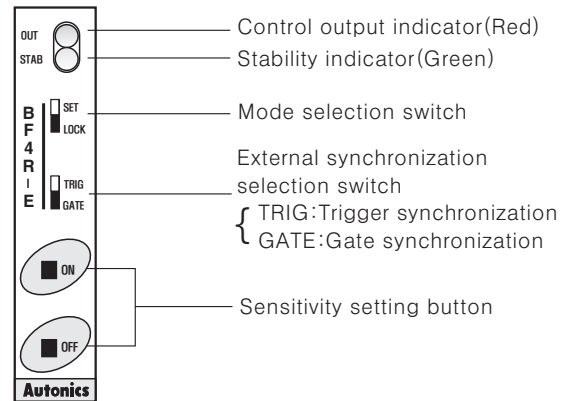 OUT
STAB
Control output indicator(Red)
Stability indicator(Green)
BF4R-E
SET
LOCK
Mode selection switch
TRIG
GATE
External synchronization
selection switch
{ TRIG:Trigger synchronization
GATE:Gate synchronization
ON
OFF
Sensitivity setting button
Autonics